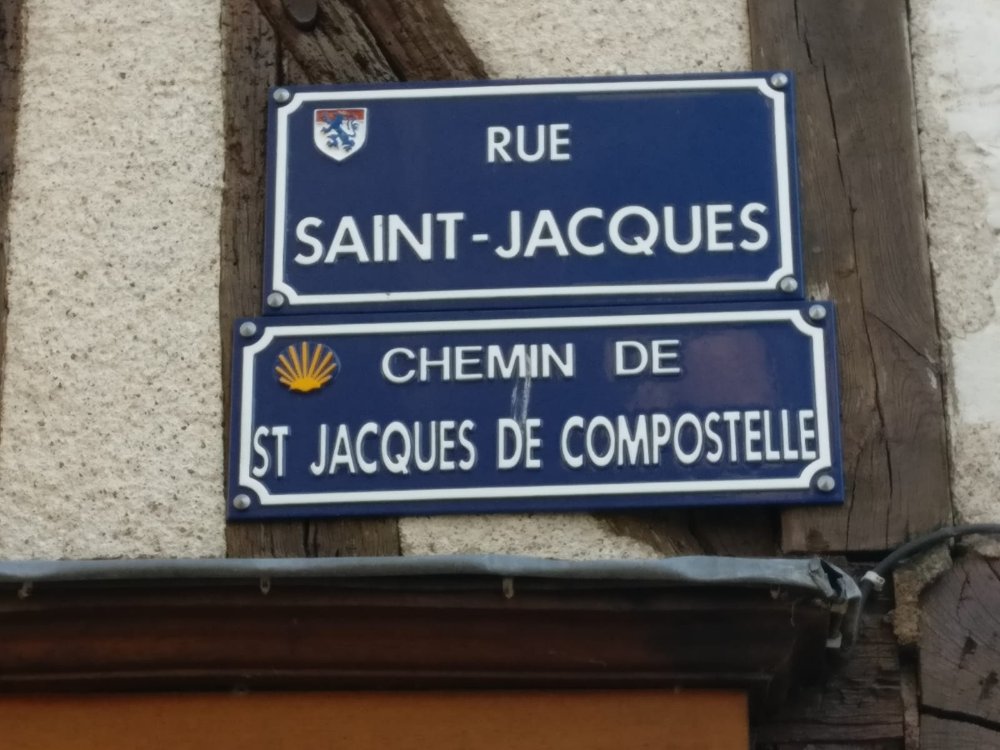 RUE
SAINT-JACQUES
CHEMIN DE
ST JACQUES DE COMPOSTELLE